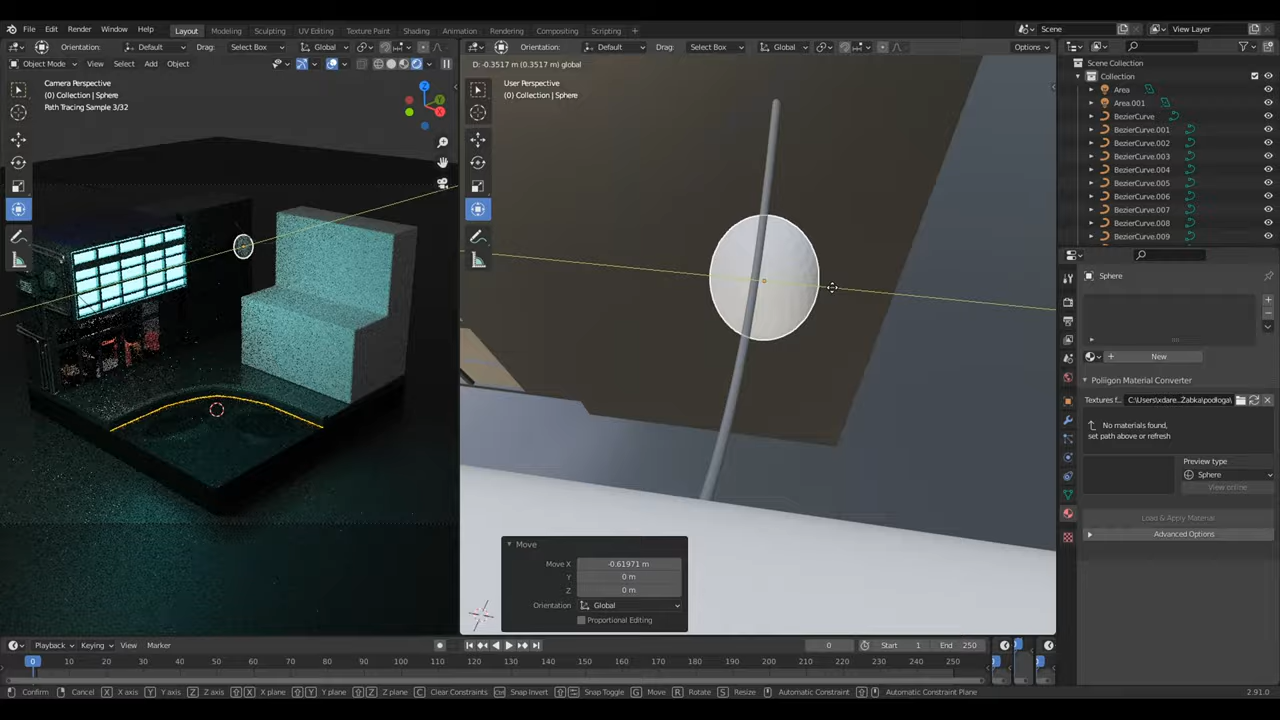 File Edit Render Window Help Layout Modeling Sculpting UV Editing Texture Paint Shading Animation Rendering Compositing Scripting + Scene View Layer
Orientation: Default Drag: Select Box Global Orientation: Default Drag: Select Box Global Options
Object Mode View Select Add Object
D: -0.3517 m (0.3517 m) global
Camera Perspective
(0) Collection | Sphere
Path Tracing Sample 3/32
User Perspective
(0) Collection | Sphere
Scene Collection
Collection
Area
Area.001
BezierCurve
BezierCurve.001
BezierCurve.002
BezierCurve.003
BezierCurve.004
BezierCurve.005
BezierCurve.006
BezierCurve.007
BezierCurve.008
BezierCurve.009
Sphere
New
Poliigon Material Converter
Textures f... C:\Users\xdare...Żabka\podłoga\
No materials found,
set path above or refresh
Preview type
Sphere
View online
Load & Apply Material
Advanced Options
Move
Move X -0.61971 m
Y 0 m
Z 0 m
Orientation Global
Proportional Editing
Playback Keying View Marker 0 Start 1 End 250
0 10 20 30 40 50 60 70 80 90 100 110 120 130 140 150 160 170 180 190 200 210 220 230 240 250
Confirm Cancel X X axis Y Y axis Z Z axis X X plane Y Y plane Z Z plane C Clear Constraints Snap Invert Snap Toggle G Move R Rotate S Resize Automatic Constraint Automatic Constraint Plane 2.91.0